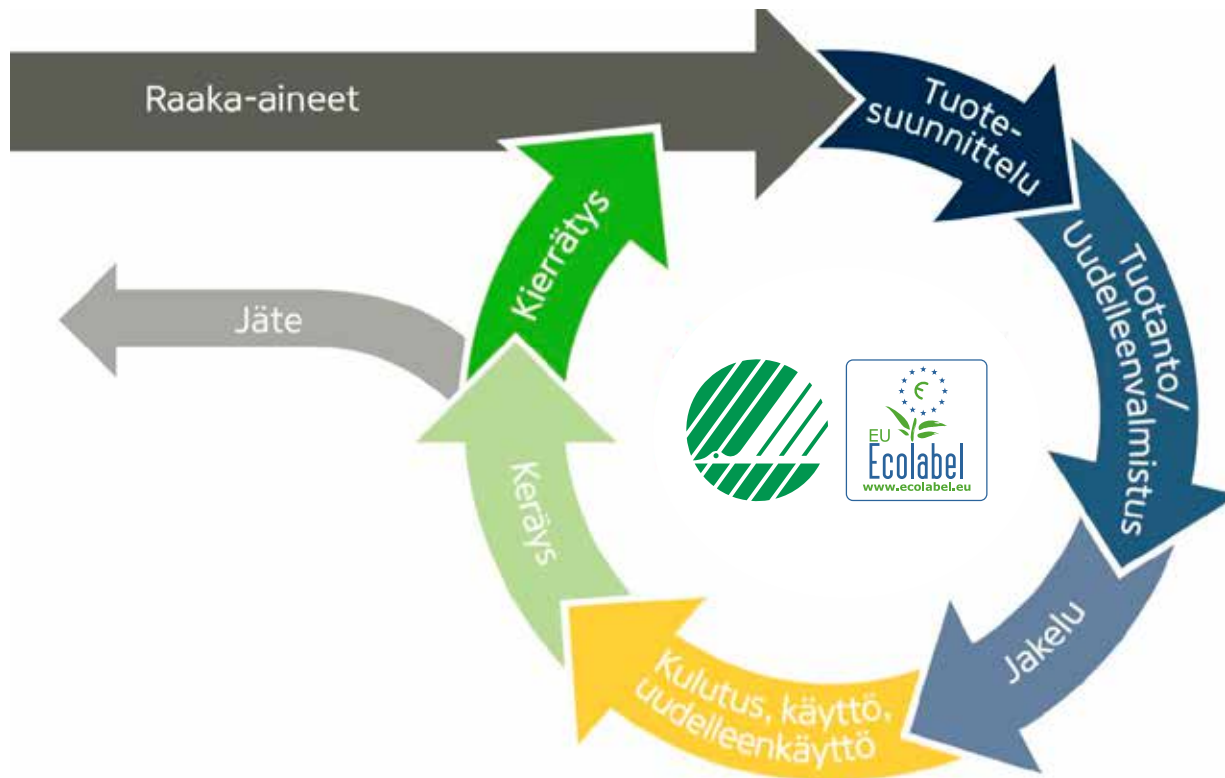 Raaka-aineet
Tuote-
suunnittelu
Tuotanto/
Uudelleenvalmistus
Jakelu
Kulutus, käyttö,
uudelleenkäyttö
Keräys
Kierrätys
Jäte
EU
Ecolabel
www.ecolabel.eu